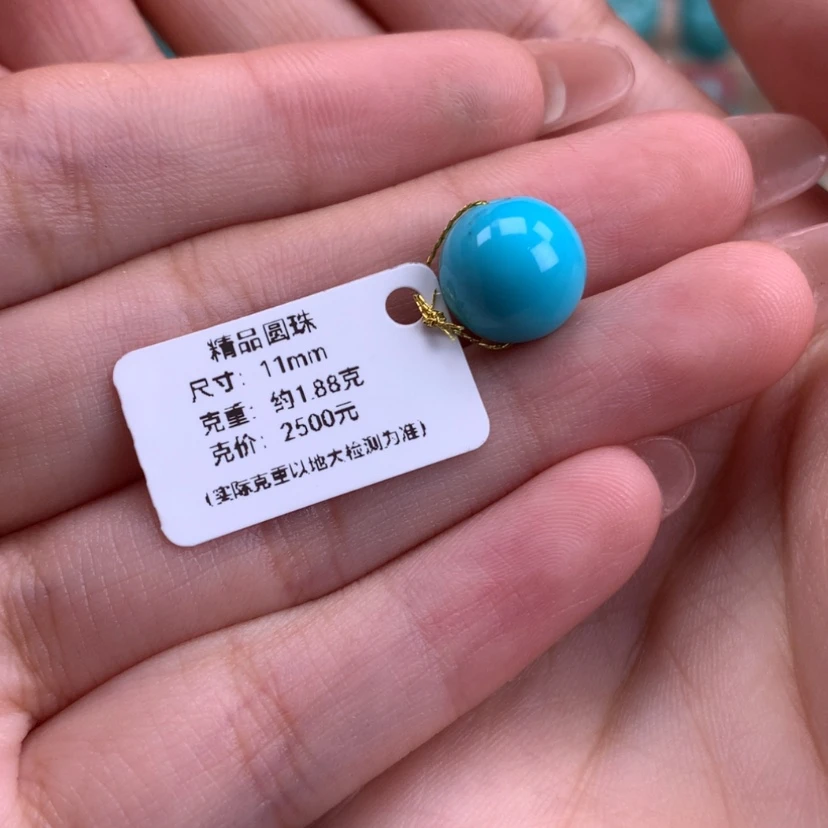 精品圆珠
尺寸：11mm
克重：约1.88克
克价：2500元
(实际克重以地大检测为准)